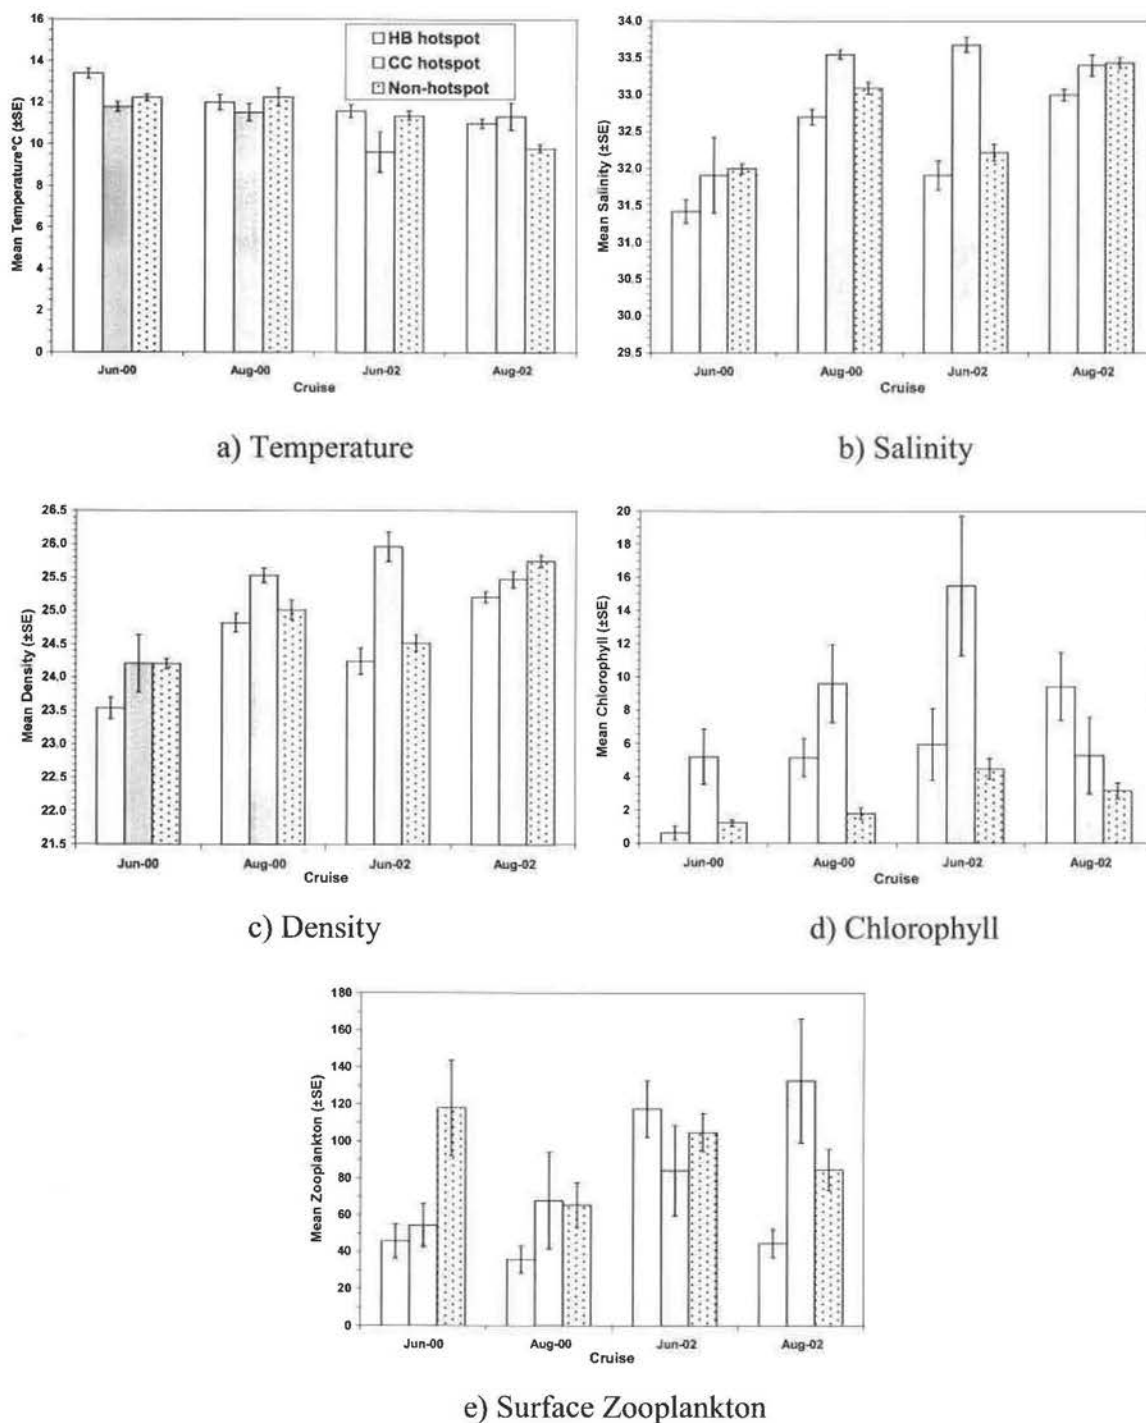 16
14
12
10
8
6
4
2
0
Mean Temperature°C (±SE)
HB hotspot
CC hotspot
Non-hotspot
Jun-00 Aug-00 Jun-02 Aug-02
Cruise
a) Temperature
34.0
33.5
33.0
32.5
32.0
31.5
31.0
30.5
30.0
29.5
Mean Salinity (±SE)
Jun-00 Aug-00 Jun-02 Aug-02
Cruise
b) Salinity
26.5
26.0
25.5
25.0
24.5
24.0
23.5
23.0
22.5
22.0
21.5
Mean Density (±SE)
Jun-00 Aug-00 Jun-02 Aug-02
Cruise
c) Density
20
18
16
14
12
10
8
6
4
2
0
Mean Chlorophyll (±SE)
Jun-00 Aug-00 Jun-02 Aug-02
Cruise
d) Chlorophyll
180
160
140
120
100
80
60
40
20
0
Mean Zooplankton (±SE)
Jun-00 Aug-00 Jun-02 Aug-02
Cruise
e) Surface Zooplankton